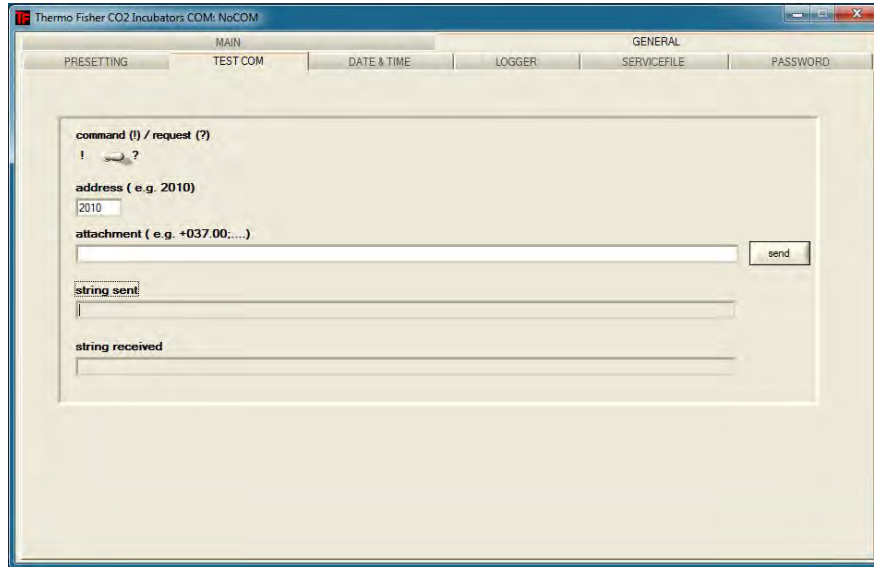 Thermo Fisher CO2 Incubators COM: NoCOM
MAIN GENERAL
PRESETTING TEST COM DATE & TIME LOGGER SERVICEFILE PASSWORD
command (!) / request (?)
! ?
address ( e.g. 2010)
2010
attachment ( e.g. +037.00;....)
send
string sent
string received